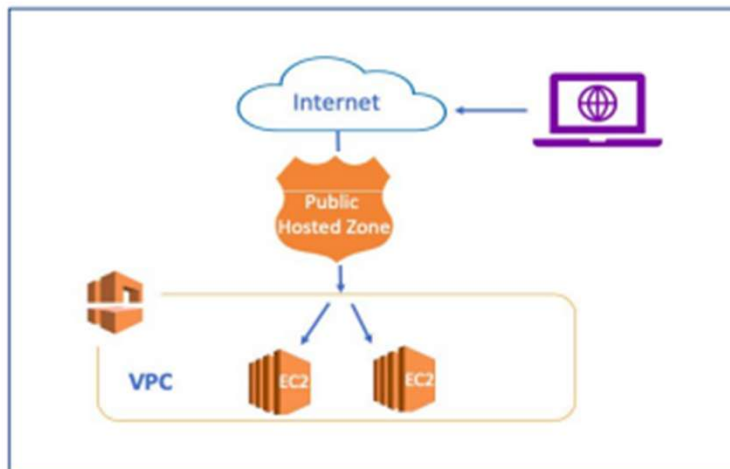 Internet
Public
Hosted Zone
VPC
EC2
EC2